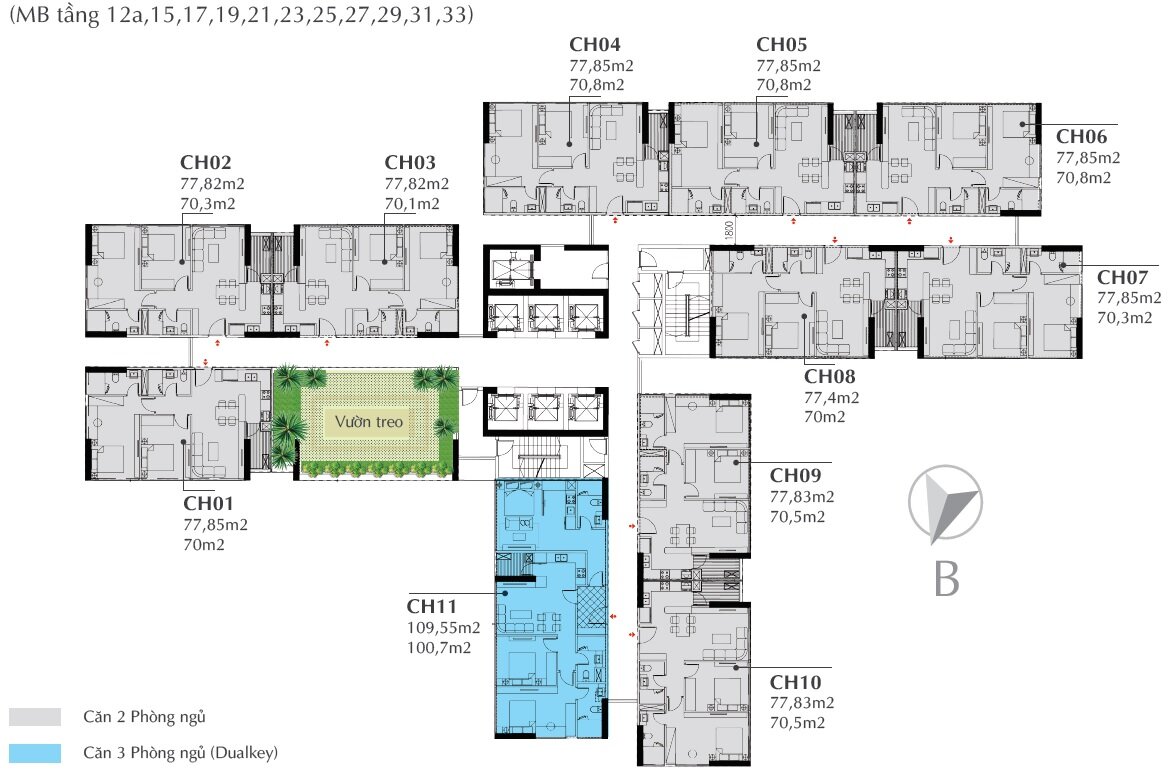 (MB tầng 12a,15,17,19,21,23,25,27,29,31,33)
CH04
77,85m2
70,8m2
CH05
77,85m2
70,8m2
CH06
77,85m2
70,8m2
CH02
77,82m2
70,3m2
CH03
77,82m2
70,1m2
1800
CH07
77,85m2
70,3m2
CH08
77,4m2
70m2
Vườn treo
CH01
77,85m2
70m2
CH09
77,83m2
70,5m2
B
CH11
109,55m2
100,7m2
CH10
77,83m2
70,5m2
Căn 2 Phòng ngủ
Căn 3 Phòng ngủ (Dualkey)